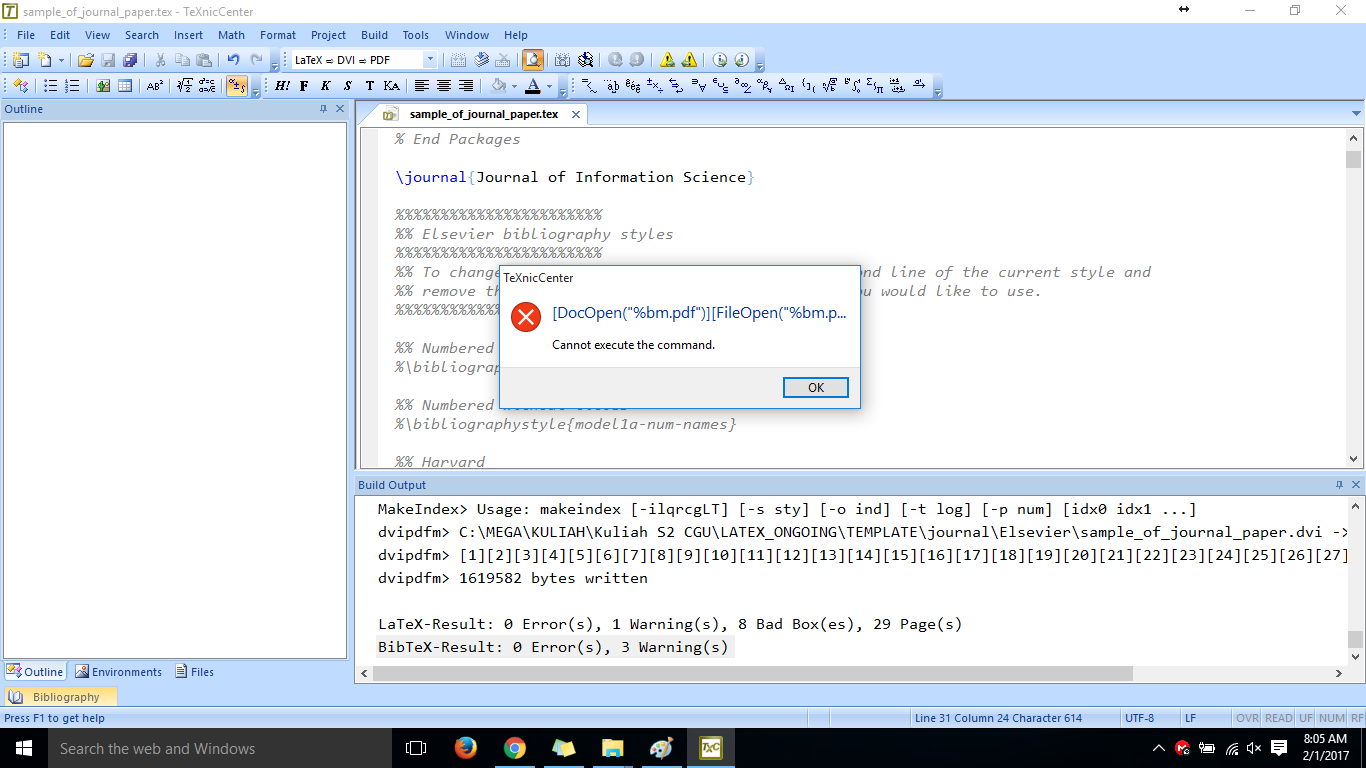 sample_of_journal_paper.tex - TeXnicCenter
File Edit View Search Insert Math Format Project Build Tools Window Help
LaTeX ⇒ DVI ⇒ PDF
Outline
sample_of_journal_paper.tex
% End Packages
\journal{Journal of Information Science}
%%%%%%%%%%%%%%%%%%%%%%%
%% Elsevier bibliography styles
%%%%%%%%%%%%%%%%%%%%%%%
%% To change nd line of the current style and
%% remove th u would like to use.
%%%%%%%%%%%%
%% Numbered
%\bibliograp
%% Numbered
%\bibliographystyle{model1a-num-names}
%% Harvard
TeXnicCenter
[DocOpen("%bm.pdf")][FileOpen("%bm.p...
Cannot execute the command.
OK
Build Output
MakeIndex> Usage: makeindex [-ilqrcgLT] [-s sty] [-o ind] [-t log] [-p num] [idx0 idx1 ...]
dvipdfm> C:\MEGA\KULIAH\Kuliah S2 CGU\LATEX_ONGOING\TEMPLATE\journal\Elsevier\sample_of_journal_paper.dvi ->
dvipdfm> [1][2][3][4][5][6][7][8][9][10][11][12][13][14][15][16][17][18][19][20][21][22][23][24][25][26][27]
dvipdfm> 1619582 bytes written
LaTeX-Result: 0 Error(s), 1 Warning(s), 8 Bad Box(es), 29 Page(s)
BibTeX-Result: 0 Error(s), 3 Warning(s)
Outline Environments Files
Bibliography
Press F1 to get help
Line 31 Column 24 Character 614 UTF-8 LF OVR READ UF NUM RF
Search the web and Windows
8:05 AM
2/1/2017